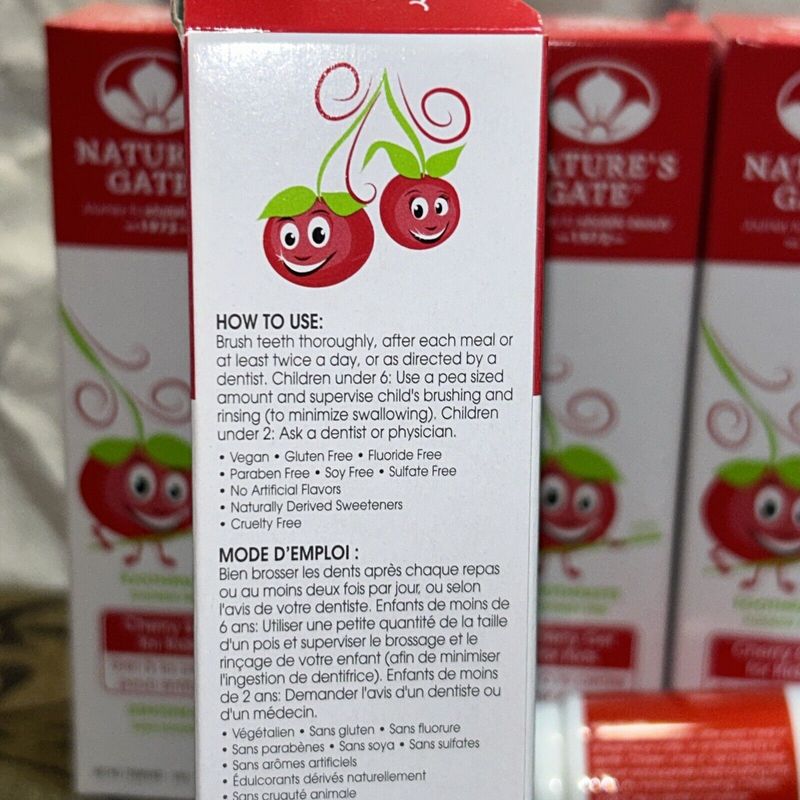 NATURE
GATE
HOW TO USE:
Brush teeth thoroughly, after each meal or
at least twice a day, or as directed by a
dentist. Children under 6: Use a pea sized
amount and supervise child's brushing and
rinsing (to minimize swallowing). Children
under 2: Ask a dentist or physician.
• Vegan • Gluten Free • Fluoride Free
• Paraben Free • Soy Free • Sulfate Free
• No Artificial Flavors
• Naturally Derived Sweeteners
• Cruelty Free
MODE D'EMPLOI :
Bien brosser les dents après chaque repas
ou au moins deux fois par jour, ou selon
l'avis de votre dentiste. Enfants de moins de
6 ans: Utiliser une petite quantité de la taille
d'un pois et superviser le brossage et le
rinçage de votre enfant (afin de minimiser
l'ingestion de dentifrice). Enfants de moins
de 2 ans: Demander l'avis d'un dentiste ou
d'un médecin.
• Végétalien • Sans gluten • Sans fluorure
• Sans parabènes • Sans soya • Sans sulfates
• Sans arômes artificiels
• Édulcorants dérivés naturellement
• Sans cruauté animale
ATURE'S
GATE
NA
GA